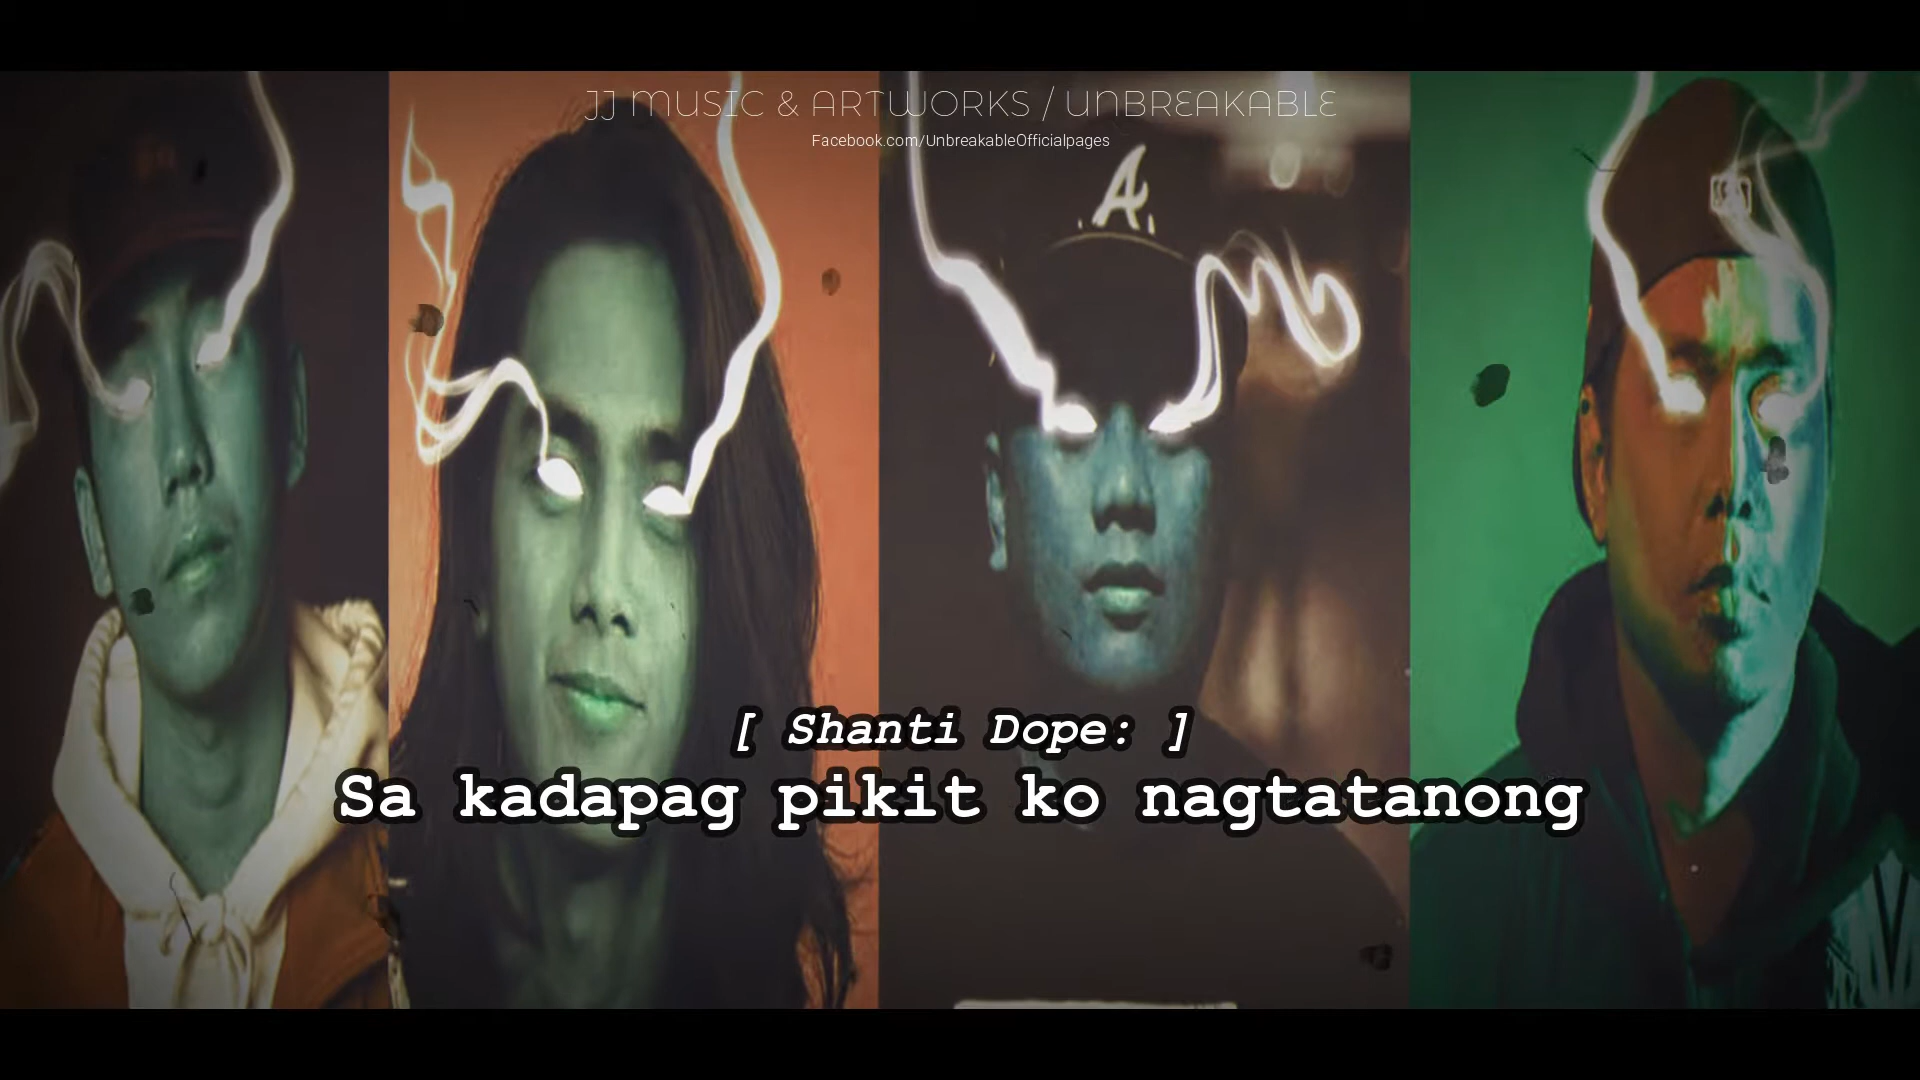 JJ MUSIC & ARTWORKS / UNBREAKABLE
Facebook.com/UnbreakableOfficialpages
A
[ Shanti Dope: ]
Sa kadapag pikit ko nagtatanong